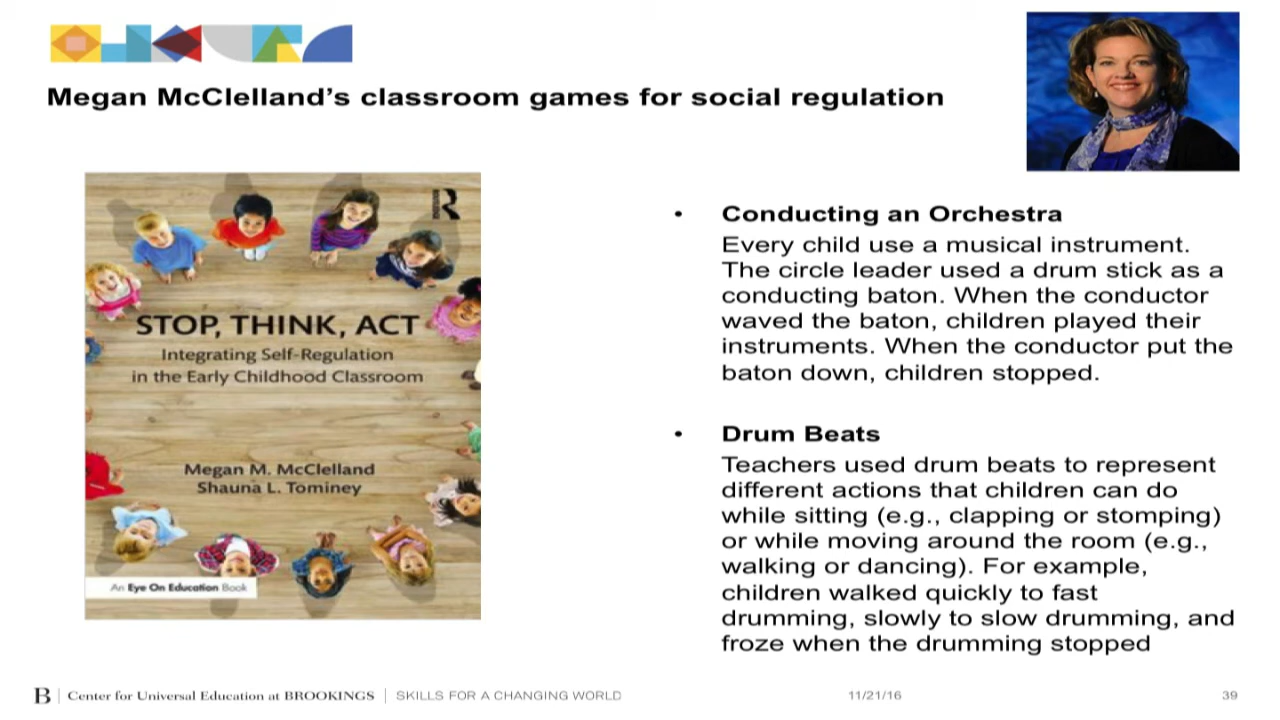 Megan McClelland’s classroom games for social regulation
STOP, THINK, ACT
Integrating Self-Regulation
in the Early Childhood Classroom
Megan M. McClelland
Shauna L. Tominey
An Eye On Education Book
• Conducting an Orchestra
Every child use a musical instrument.
The circle leader used a drum stick as a
conducting baton. When the conductor
waved the baton, children played their
instruments. When the conductor put the
baton down, children stopped.
• Drum Beats
Teachers used drum beats to represent
different actions that children can do
while sitting (e.g., clapping or stomping)
or while moving around the room (e.g.,
walking or dancing). For example,
children walked quickly to fast
drumming, slowly to slow drumming, and
froze when the drumming stopped
B | Center for Universal Education at BROOKINGS | SKILLS FOR A CHANGING WORLD 11/21/16 39